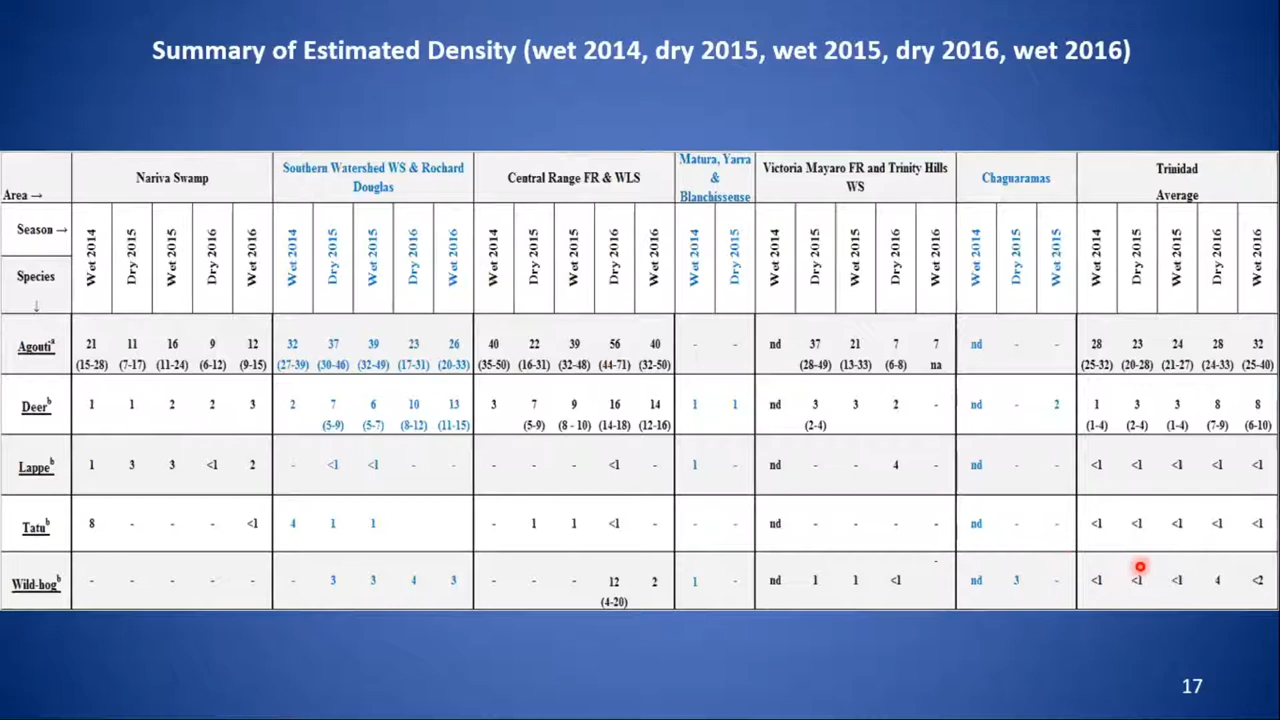 Summary of Estimated Density (wet 2014, dry 2015, wet 2015, dry 2016, wet 2016)
Area → Nariva Swamp Southern Watershed WS & Rochard Douglas Central Range FR & WLS Matura, Yarra & Blanchisseuse Victoria Mayaro FR and Trinity Hills WS Chaguaramas Trinidad Average
Season → Wet 2014 Dry 2015 Wet 2015 Dry 2016 Wet 2016 Wet 2014 Dry 2015 Wet 2015 Dry 2016 Wet 2016 Wet 2014 Dry 2015 Wet 2015 Dry 2016 Wet 2016 Wet 2014 Dry 2015 Wet 2014 Dry 2015 Wet 2015 Dry 2016 Wet 2016 Wet 2014 Dry 2015 Wet 2015 Wet 2014 Dry 2015 Wet 2015 Dry 2016 Wet 2016
Species ↓
Agoutiᵃ 21 11 16 9 12 32 37 39 23 26 40 22 39 56 40 - - nd 37 21 7 7 nd - - 28 23 24 28 32
(15-28) (7-17) (11-24) (6-12) (9-15) (27-39) (30-46) (32-49) (17-31) (20-33) (35-50) (16-31) (32-48) (44-71) (32-50) (28-49) (13-33) (6-8) na (25-32) (20-28) (21-27) (24-33) (25-40)
Deerᵇ 1 1 2 2 3 2 7 6 10 13 3 7 9 16 14 1 1 nd 3 3 2 - nd - 2 1 3 3 8 8
(5-9) (5-7) (8-12) (11-15) (5-9) (8 - 10) (14-18) (12-16) (2-4) (1-4) (2-4) (1-4) (7-9) (6-10)
Lappeᵇ 1 3 3 <1 2 - <1 <1 - - - - - <1 - 1 - nd - - 4 - nd - - <1 <1 <1 <1 <1
Tatuᵇ 8 - - - <1 4 1 1 - - - 1 1 <1 - - - nd - - - - nd - - <1 <1 <1 <1 <1
Wild-hogᵇ - - - - - - 3 3 4 3 - - - 12 2 1 - nd 1 1 <1 - nd 3 - <1 <1 <1 4 <2
(4-20)
17